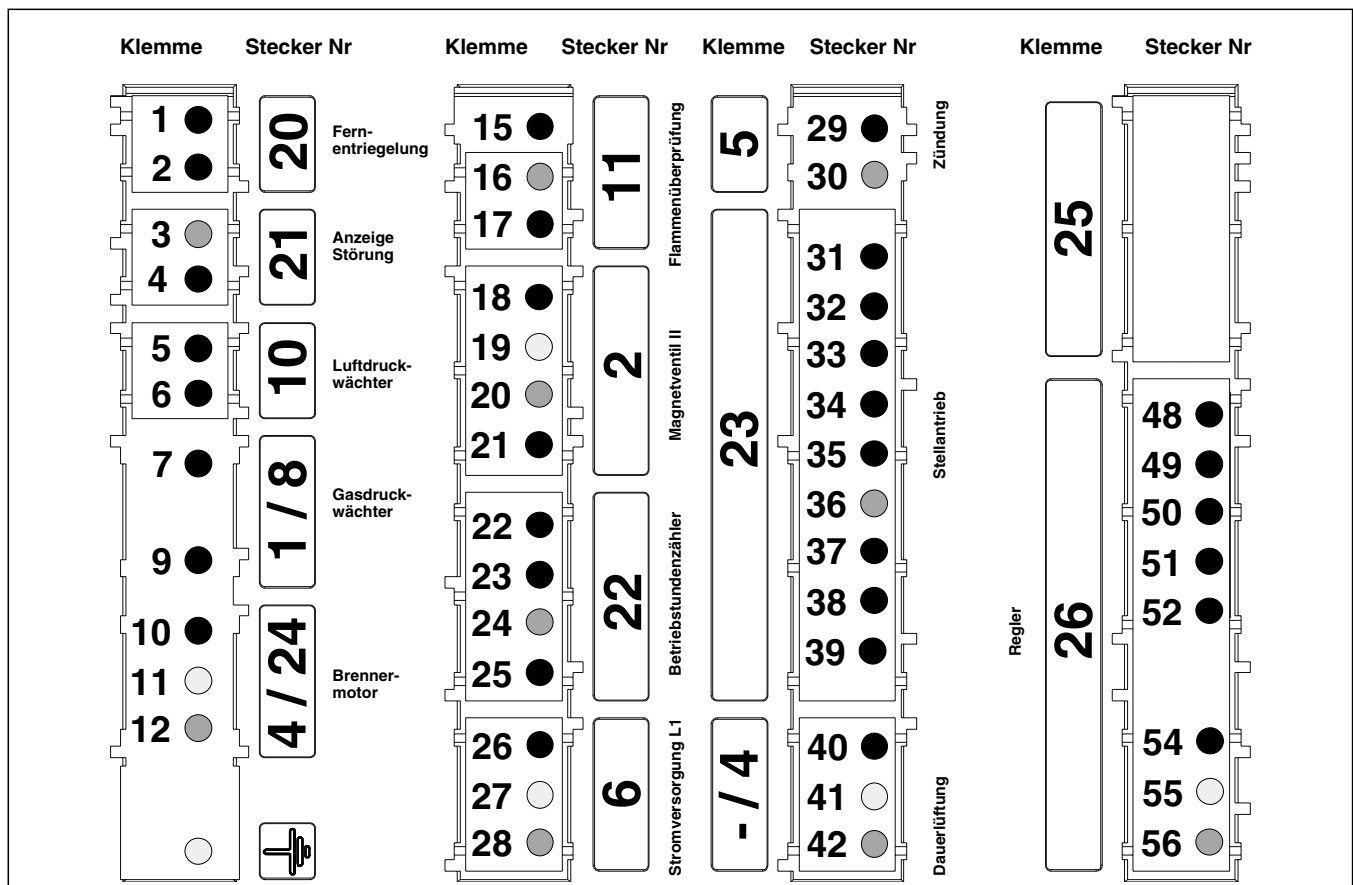 Klemme Stecker Nr Klemme Stecker Nr Klemme Stecker Nr Klemme Stecker Nr
1
2
20
Fern-
entriegelung
3
4
21
Anzeige
Störung
5
6
10
Luftdruck-
wächter
7
9
1 / 8
Gasdruck-
wächter
10
11
12
4 / 24
Brenner-
motor
15
16
17
11
Flammenüberprüfung
18
19
20
21
2
Magnetventil II
22
23
24
25
22
Betriebstundenzähler
26
27
28
6
Stromversorgung L1
5
29
30
Zündung
23
31
32
33
34
35
36
37
38
39
Stellantrieb
- / 4
40
41
42
Dauerlüftung
25
Regler
26
48
49
50
51
52
54
55
56